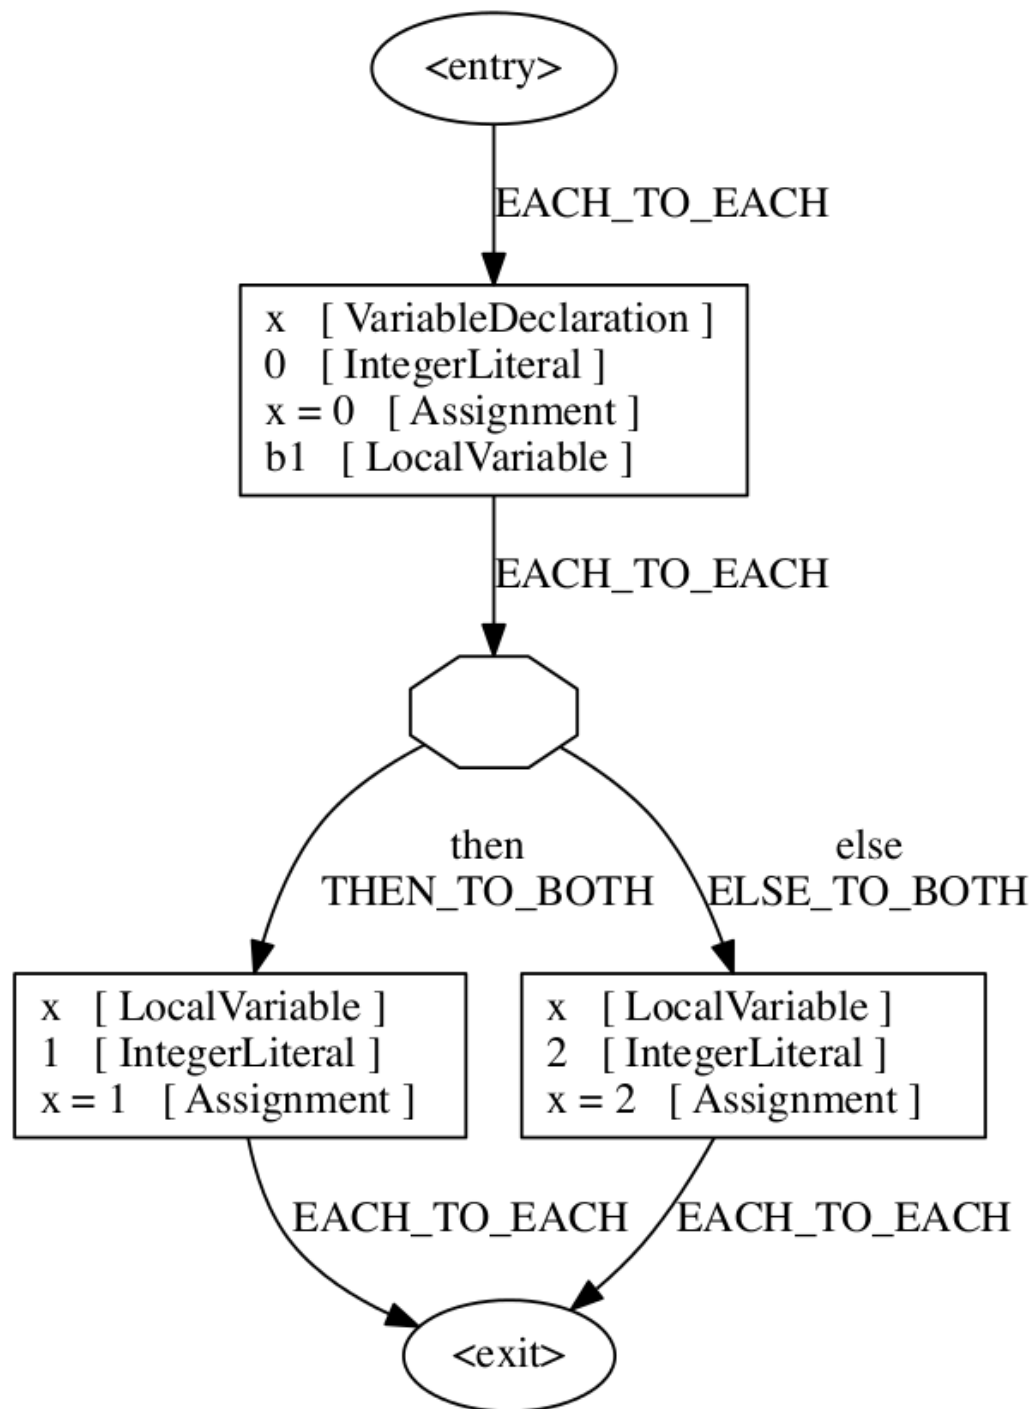 <entry>
EACH_TO_EACH
x [ VariableDeclaration ]
0 [ IntegerLiteral ]
x = 0 [ Assignment ]
b1 [ LocalVariable ]
EACH_TO_EACH
then
THEN_TO_BOTH
else
ELSE_TO_BOTH
x [ LocalVariable ]
1 [ IntegerLiteral ]
x = 1 [ Assignment ]
x [ LocalVariable ]
2 [ IntegerLiteral ]
x = 2 [ Assignment ]
EACH_TO_EACH
EACH_TO_EACH
<exit>